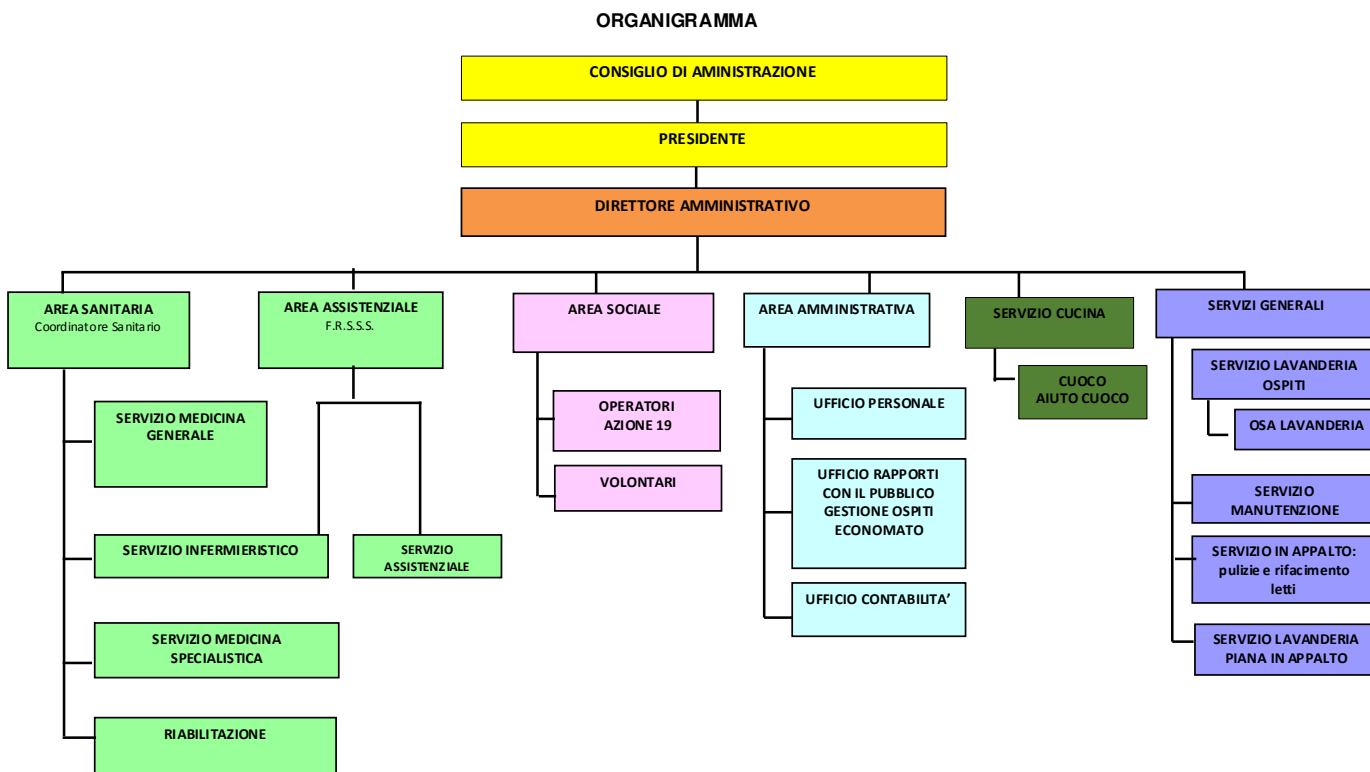 ORGANIGRAMMA
CONSIGLIO DI AMINISTRAZIONE
PRESIDENTE
DIRETTORE AMMINISTRATIVO
AREA SANITARIA
Coordinatore Sanitario
AREA ASSISTENZIALE
F.R.S.S.S.
AREA SOCIALE
AREA AMMINISTRATIVA
SERVIZIO CUCINA
SERVIZI GENERALI
SERVIZIO MEDICINA
GENERALE
SERVIZIO INFERMIERISTICO
SERVIZIO
ASSISTENZIALE
SERVIZIO MEDICINA
SPECIALISTICA
RIABILITAZIONE
OPERATORI
AZIONE 19
VOLONTARI
UFFICIO PERSONALE
UFFICIO RAPPORTI
CON IL PUBBLICO
GESTIONE OSPITI
ECONOMATO
UFFICIO CONTABILITA’
CUOCO
AIUTO CUOCO
SERVIZIO LAVANDERIA
OSPITI
OSA LAVANDERIA
SERVIZIO
MANUTENZIONE
SERVIZIO IN APPALTO:
pulizie e rifacimento
letti
SERVIZIO LAVANDERIA
PIANA IN APPALTO